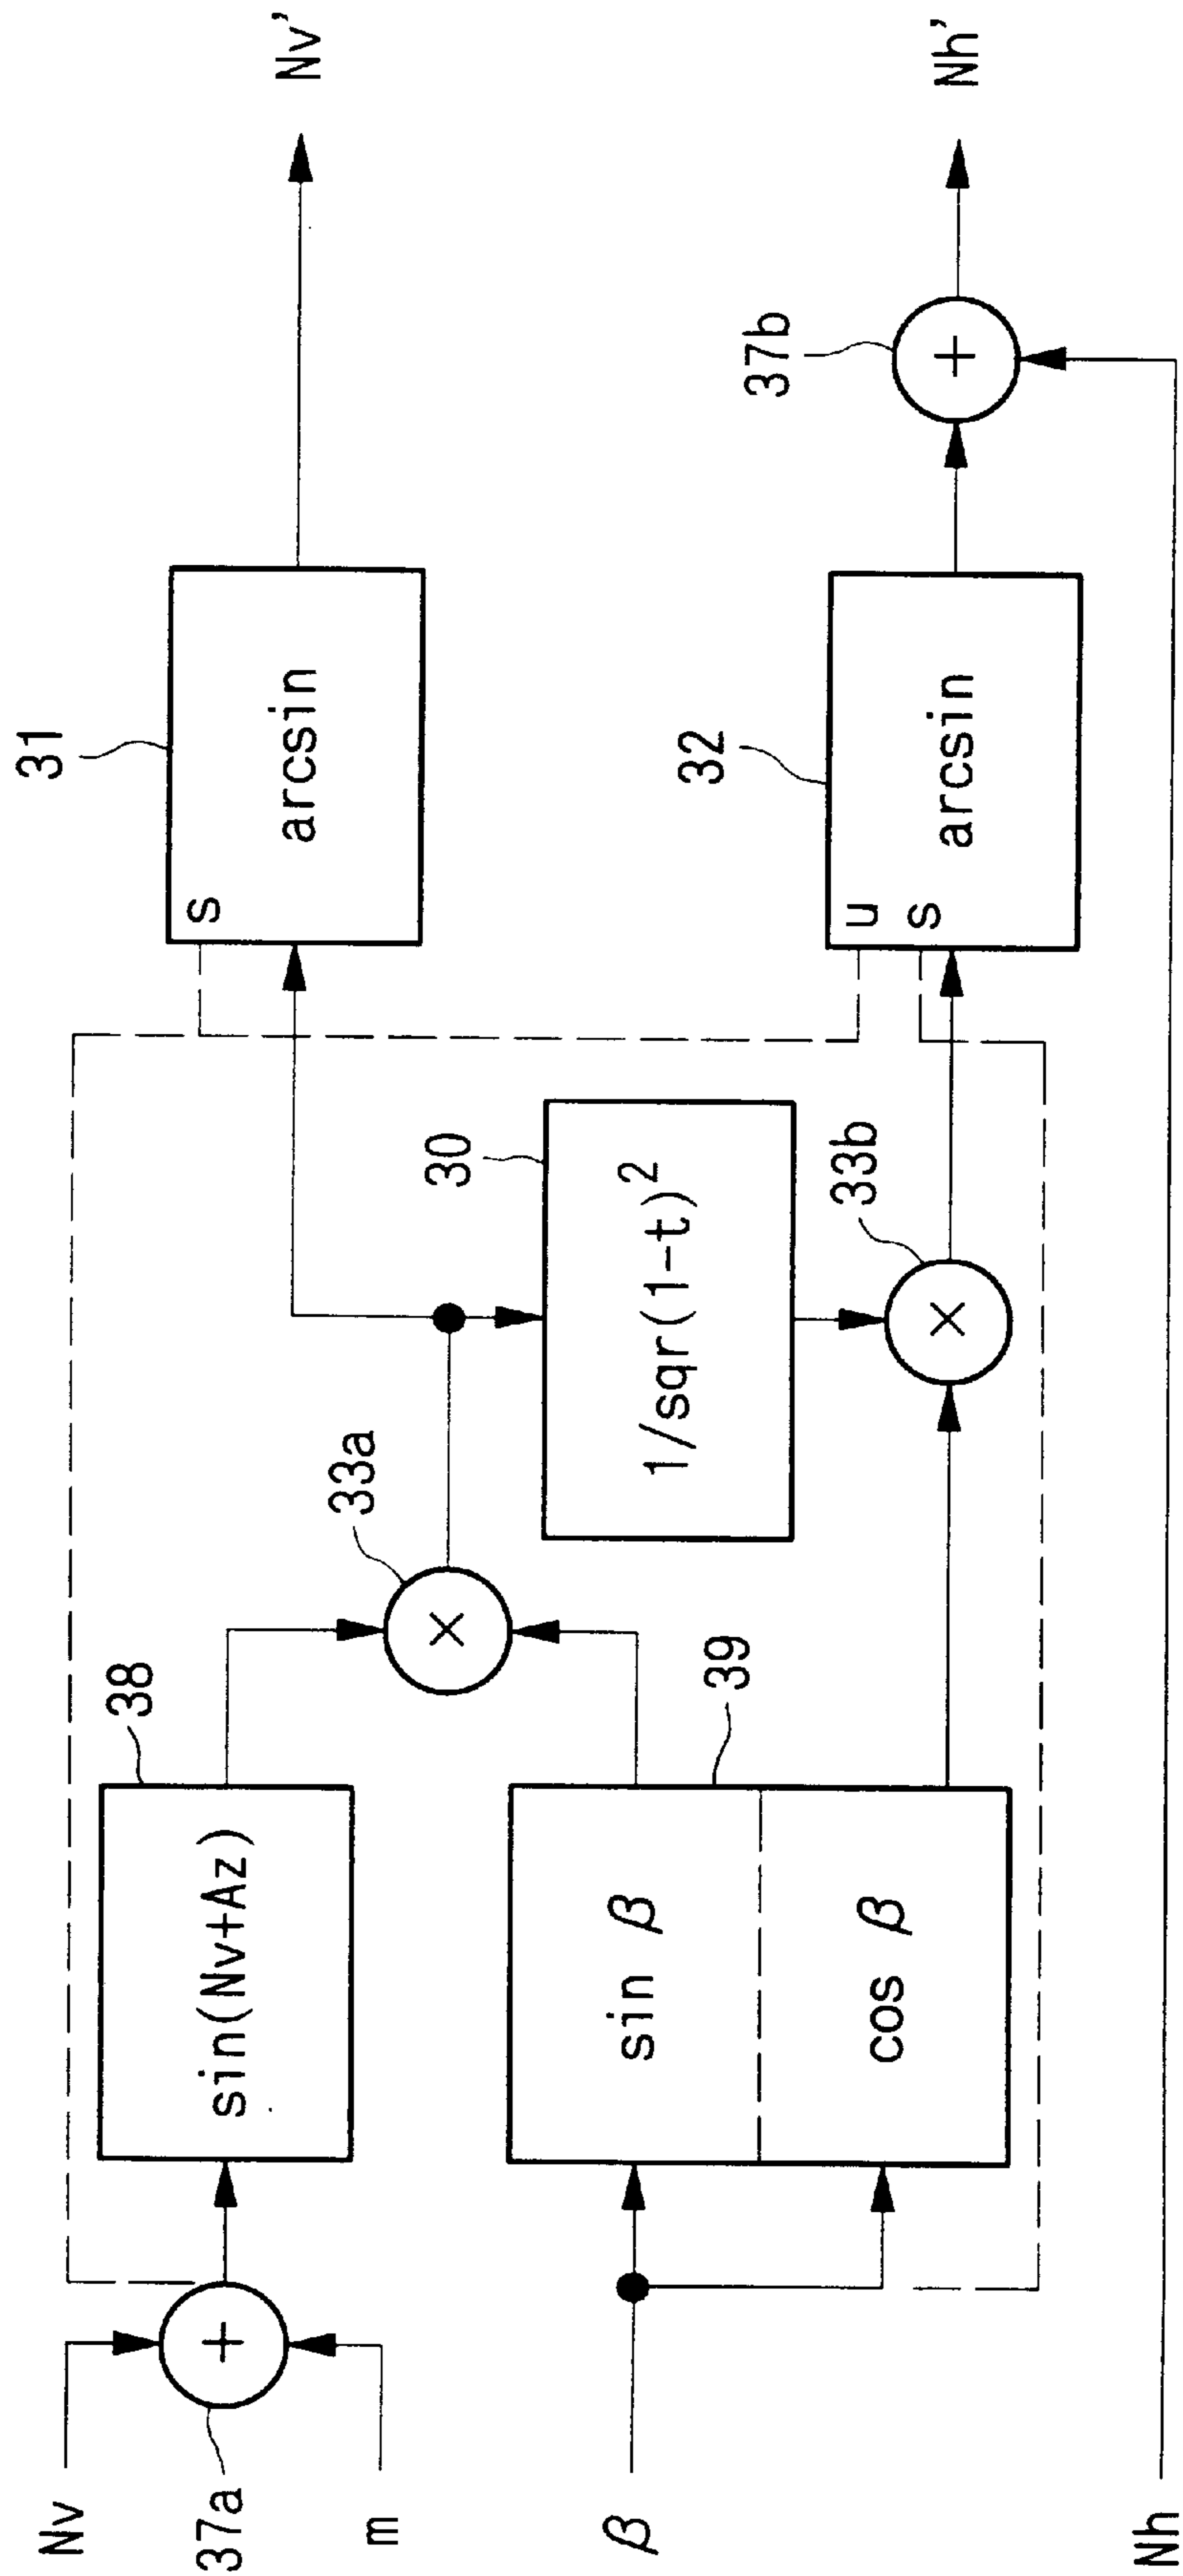 Nv
37a
m
β
Nh
38
sin(Nv+Az)
+
39
sin β
cos β
33a
×
30
1/sqr(1-t)²
33b
×
31
s
arcsin
32
u
s
arcsin
37b
+
Nv'
Nh'